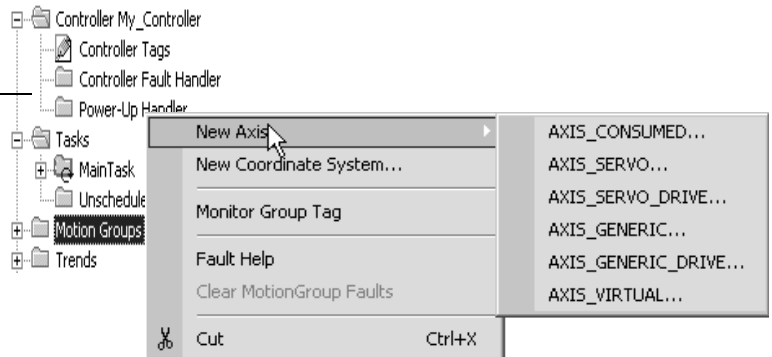 Controller My_Controller
Controller Tags
Controller Fault Handler
Power-Up Handler
Tasks
MainTask
Motion Groups
Trends
New Axis
New Coordinate System...
Monitor Group Tag
Fault Help
Clear MotionGroup Faults
Cut Ctrl+X
AXIS_CONSUMED...
AXIS_SERVO...
AXIS_SERVO_DRIVE...
AXIS_GENERIC...
AXIS_GENERIC_DRIVE...
AXIS_VIRTUAL...